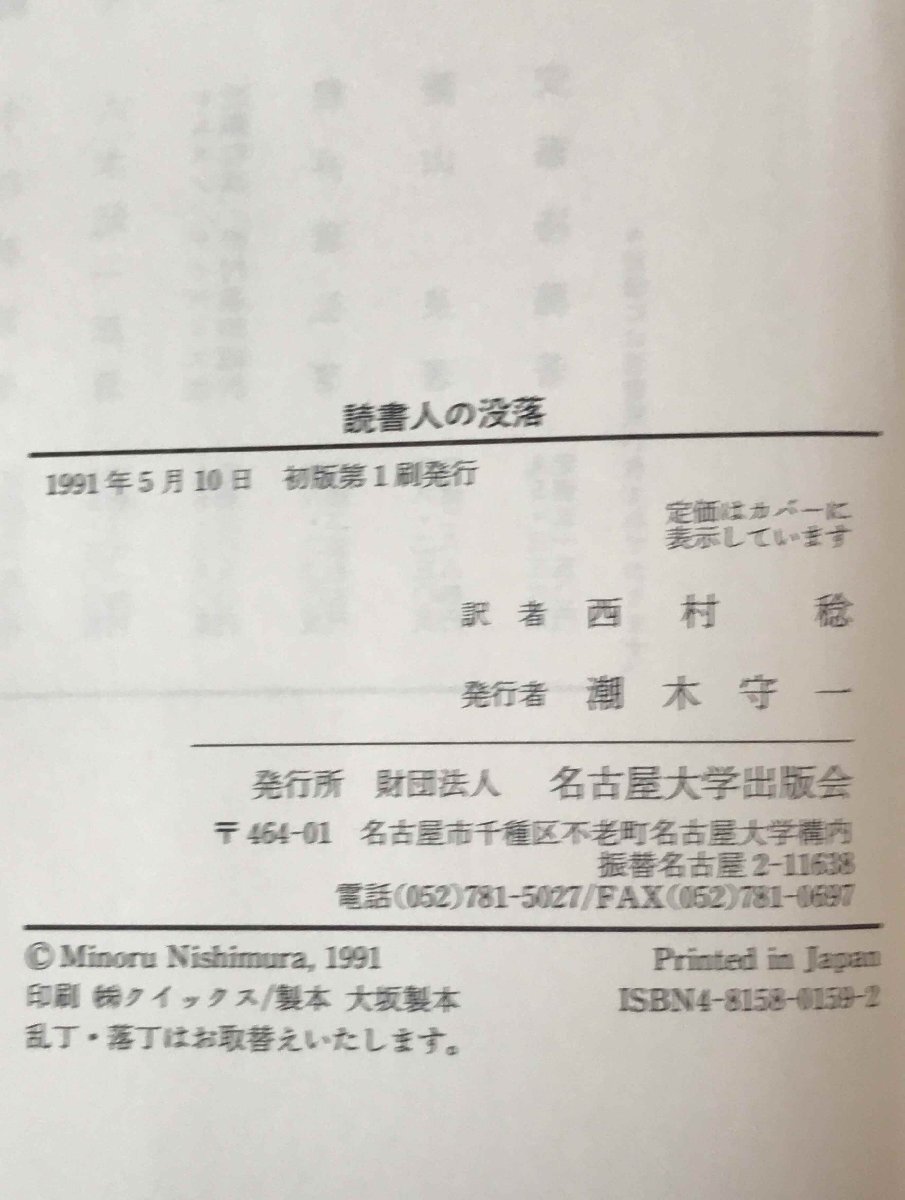 読書人の没落
1991年5月10日　初版第1刷発行
定価はカバーに
表示しています
訳者　西村　稔
発行者　潮木守一
発行所　財団法人　名古屋大学出版会
〒464-01　名古屋市千種区不老町名古屋大学構内
振替名古屋2-11638
電話(052)781-5027/FAX(052)781-0697
© Minoru Nishimura, 1991　Printed in Japan
印刷 ㈱クイックス/製本 大坂製本　ISBN4-8158-0159-2
乱丁・落丁はお取替えいたします。